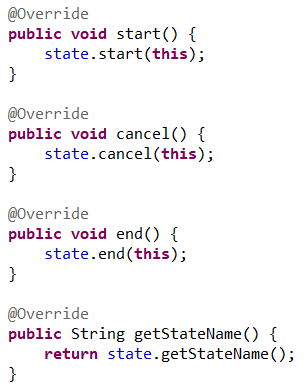 @Override
public void start() {
    state.start(this);
}

@Override
public void cancel() {
    state.cancel(this);
}

@Override
public void end() {
    state.end(this);
}

@Override
public String getStateName() {
    return state.getStateName();
}